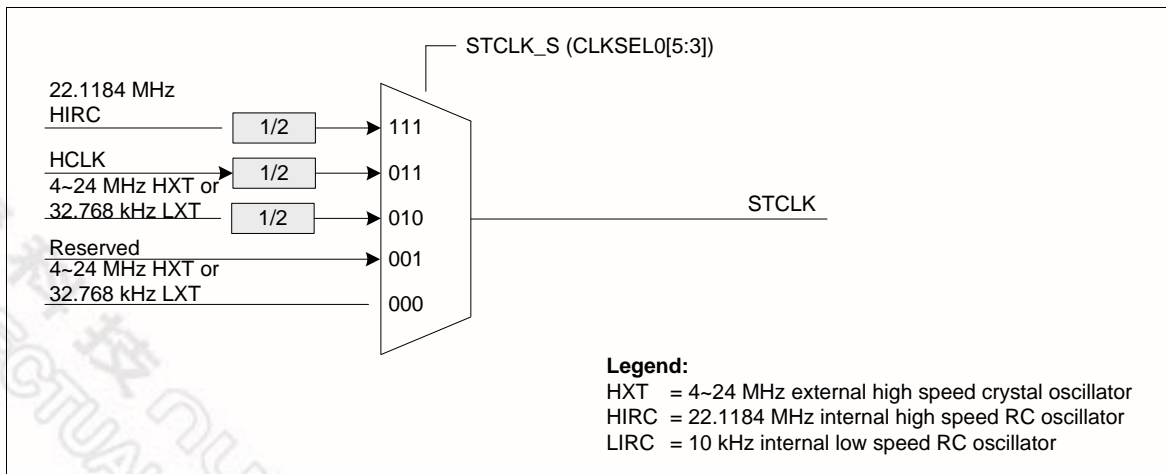 STCLK_S (CLKSEL0[5:3])
22.1184 MHz
HIRC
1/2
111
HCLK
1/2
011
4~24 MHz HXT or
32.768 kHz LXT
1/2
010
STCLK
Reserved
001
4~24 MHz HXT or
32.768 kHz LXT
000
Legend:
HXT = 4~24 MHz external high speed crystal oscillator
HIRC = 22.1184 MHz internal high speed RC oscillator
LIRC = 10 kHz internal low speed RC oscillator
科技